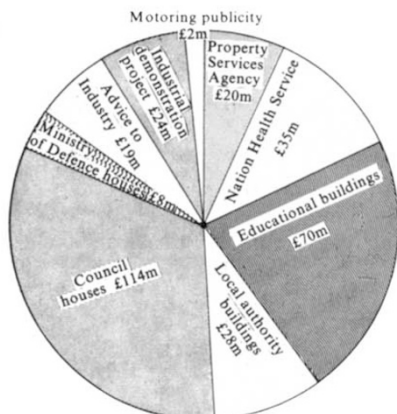 Motoring publicity
£2m
Property
Services
Agency
£20m
Nation Health Service
£35m
Educational buildings
£70m
Local authority
buildings
£28m
Council
houses £114m
Ministry
of Defence houses
£8m
Advice to
Industry
£19m
Industrial
demonstration
project
£24m